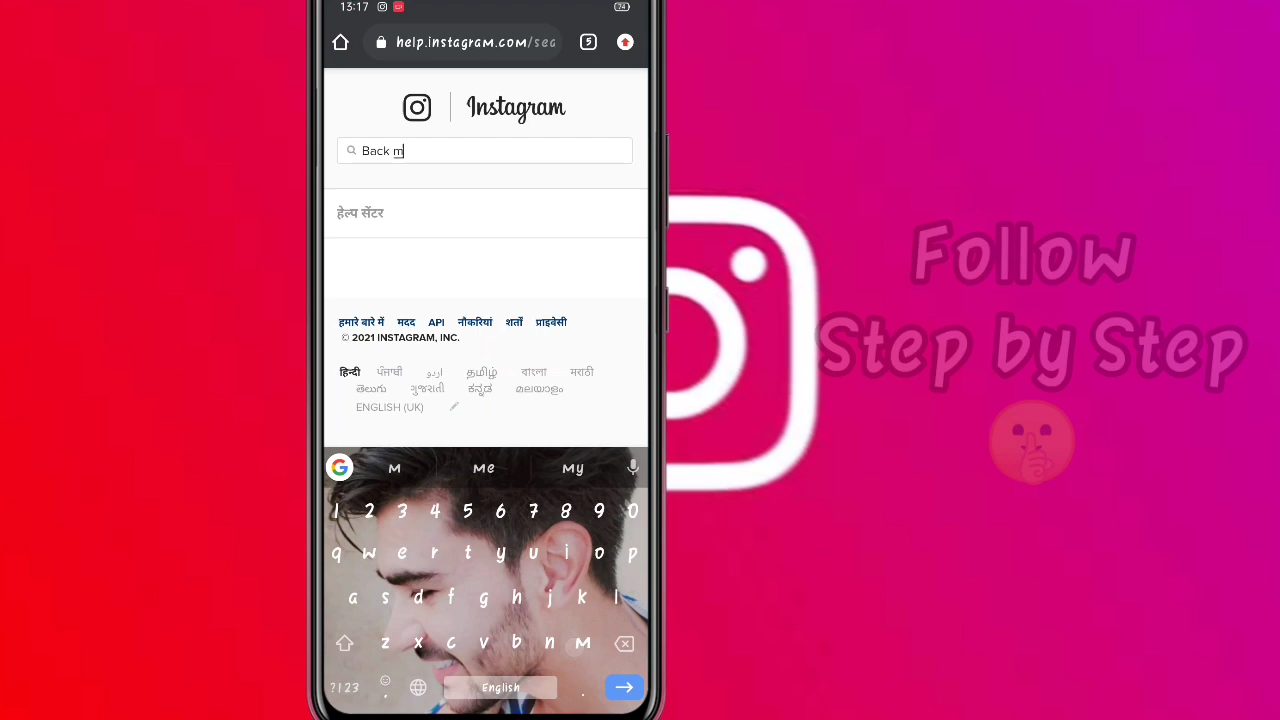 13:17
74
help.instagram.com/sea
5
Instagram
Back m
हेल्प सेंटर
हमारे बारे में मदद API नौकरियां शर्तों प्राइवेसी
© 2021 INSTAGRAM, INC.
हिन्दी ਪੰਜਾਬੀ اردو தமிழ் বাংলা मराठी
తెలుగు ગુજરાતી ಕನ್ನಡ മലയാളം
ENGLISH (UK)
G M Me My
1 2 3 4 5 6 7 8 9 0
q w e r t y u i o p
a s d f g h j k l
z x c v b n m
?123 , English .
Follow
Step by Step